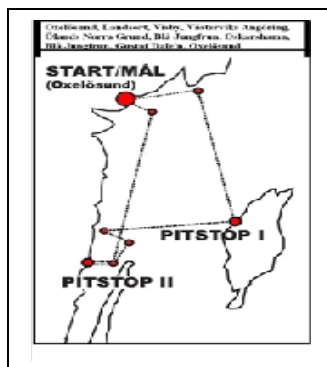 Oxelösund, Landsort, Visby, Västerviks Angöring,
Ölands Norra Grund, Blå Jungfrun, Oskarshamn,
Blå Jungfrun, Gustaf Dalén, Oxelösund
START/MÅL
(Oxelösund)
PITSTOP I
PITSTOP II